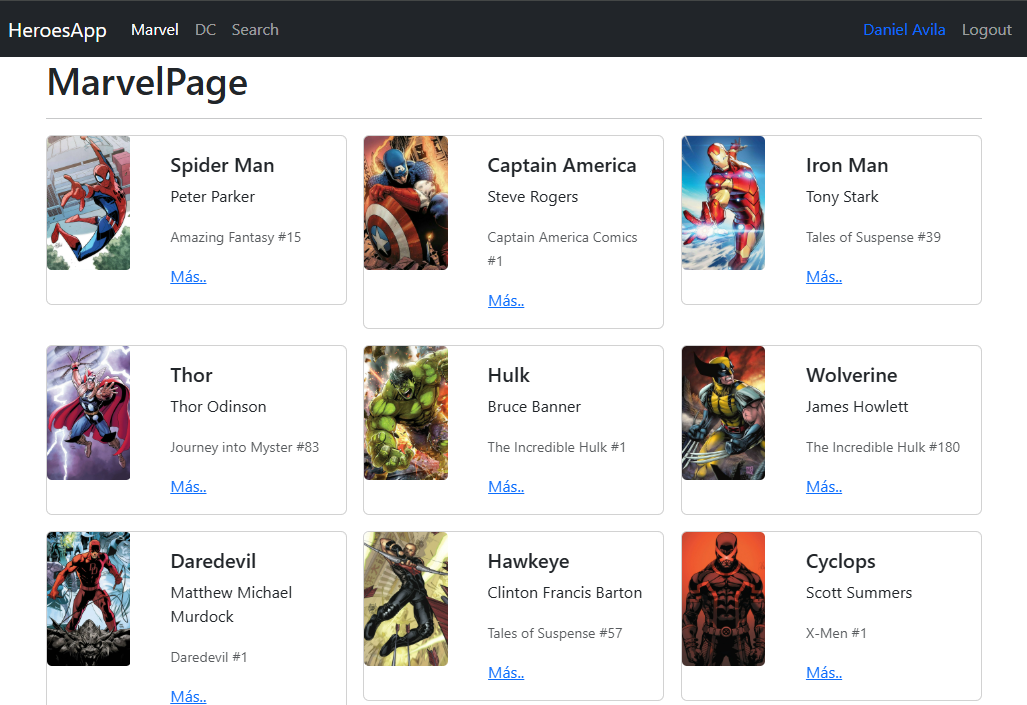 HeroesApp Marvel DC Search Daniel Avila Logout
MarvelPage
Spider Man
Peter Parker
Amazing Fantasy #15
Más..
Captain America
Steve Rogers
Captain America Comics
#1
Más..
Iron Man
Tony Stark
Tales of Suspense #39
Más..
Thor
Thor Odinson
Journey into Myster #83
Más..
Hulk
Bruce Banner
The Incredible Hulk #1
Más..
Wolverine
James Howlett
The Incredible Hulk #180
Más..
Daredevil
Matthew Michael
Murdock
Daredevil #1
Más..
Hawkeye
Clinton Francis Barton
Tales of Suspense #57
Más..
Cyclops
Scott Summers
X-Men #1
Más..